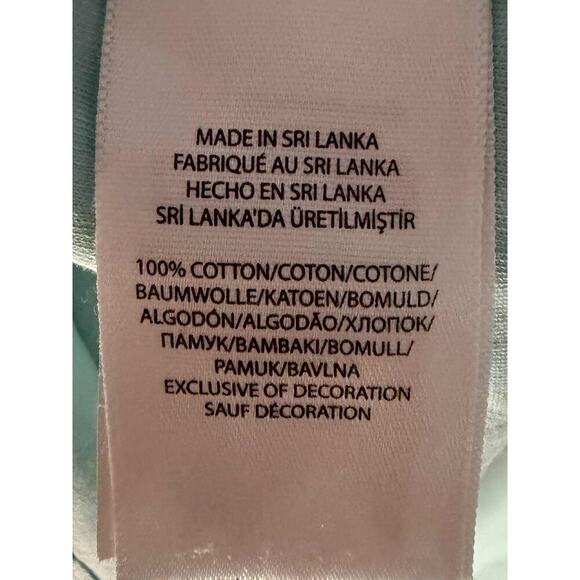 MADE IN SRI LANKA
FABRIQUÉ AU SRI LANKA
HECHO EN SRI LANKA
SRİ LANKA'DA ÜRETİLMİŞTİR
100% COTTON/COTON/COTONE/
BAUMWOLLE/KATOEN/BOMULD/
ALGODÓN/ALGODÃO/ХЛОПОК/
ПАМУК/BAMBAKI/BOMULL/
PAMUK/BAVLNA
EXCLUSIVE OF DECORATION
SAUF DÉCORATION